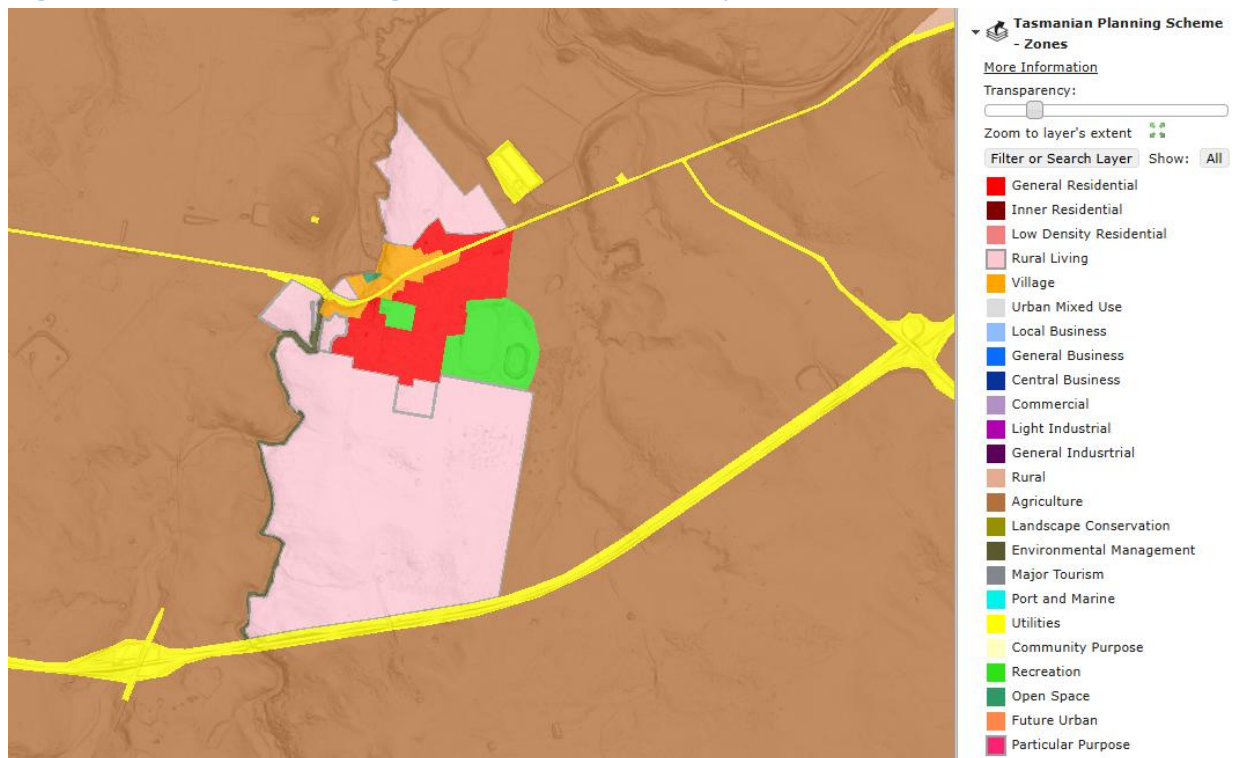 Tasmanian Planning Scheme
- Zones
More Information
Transparency:
Zoom to layer's extent
Filter or Search Layer Show: All
General Residential
Inner Residential
Low Density Residential
Rural Living
Village
Urban Mixed Use
Local Business
General Business
Central Business
Commercial
Light Industrial
General Indusrtrial
Rural
Agriculture
Landscape Conservation
Environmental Management
Major Tourism
Port and Marine
Utilities
Community Purpose
Recreation
Open Space
Future Urban
Particular Purpose